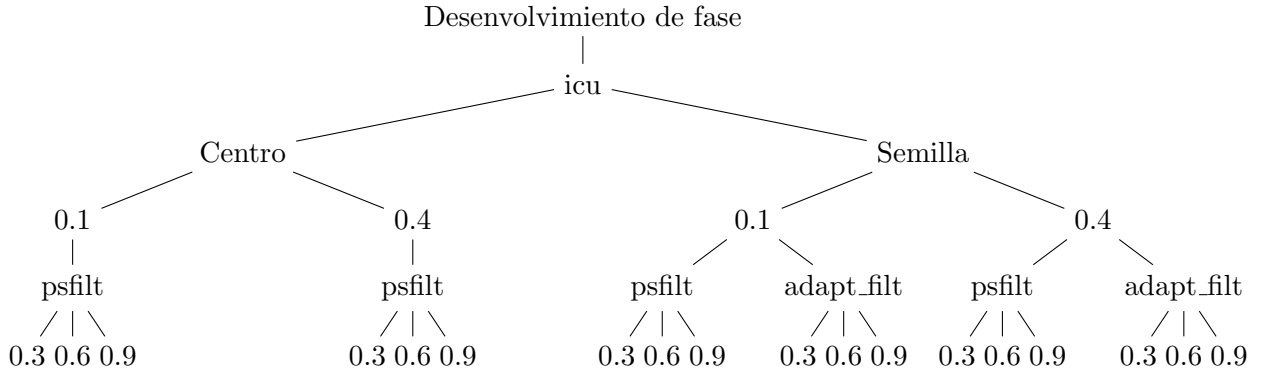 Desenvolvimiento de fase
icu
Centro Semilla
0.1 0.4 0.1 0.4
psfilt psfilt psfilt adapt_filt psfilt adapt_filt
0.3 0.6 0.9 0.3 0.6 0.9 0.3 0.6 0.9 0.3 0.6 0.9 0.3 0.6 0.9 0.3 0.6 0.9